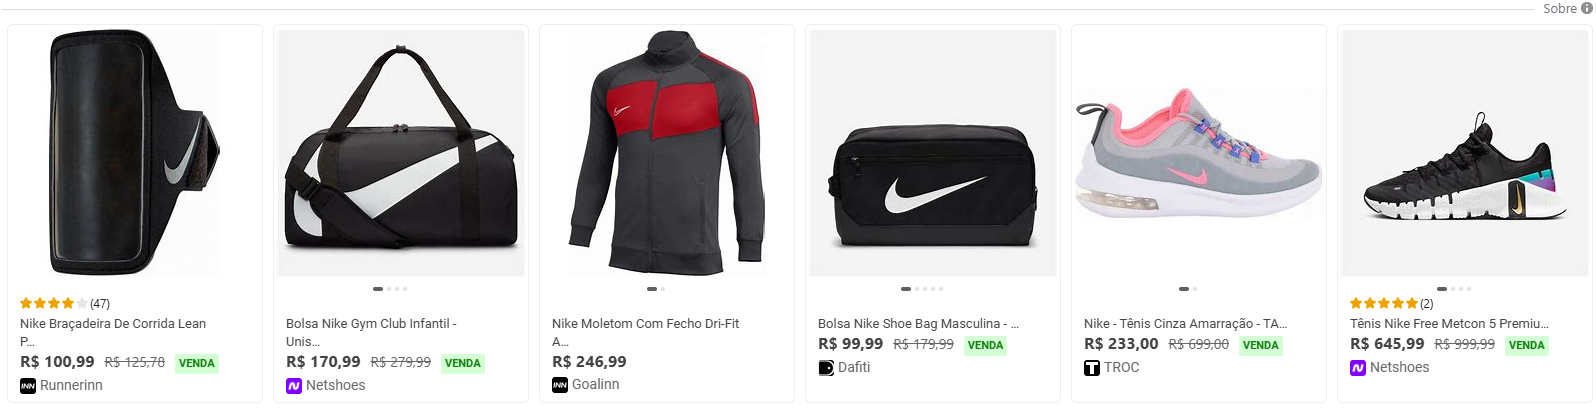 Sobre
(47)
Nike Braçadeira De Corrida Lean
P...
R$ 100,99 R$ 125,78 VENDA
INN Runnerinn
Bolsa Nike Gym Club Infantil -
Unis...
R$ 170,99 R$ 279,99 VENDA
Netshoes
Nike Moletom Com Fecho Dri-Fit
A...
R$ 246,99
INN Goalinn
Bolsa Nike Shoe Bag Masculina - ...
R$ 99,99 R$ 179,99 VENDA
Dafiti
Nike - Tênis Cinza Amarração - TA...
R$ 233,00 R$ 699,00 VENDA
TROC
(2)
Tênis Nike Free Metcon 5 Premiu...
R$ 645,99 R$ 999,99 VENDA
Netshoes